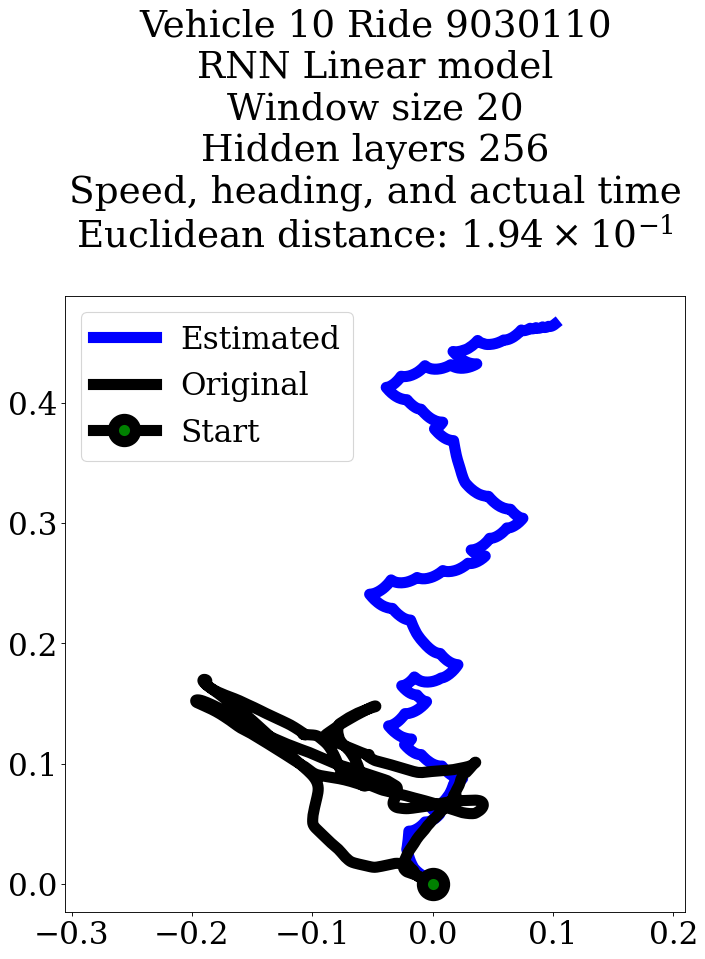 Vehicle 10 Ride 9030110
RNN Linear model
Window size 20
Hidden layers 256
Speed, heading, and actual time
Euclidean distance: 1.94 × 10⁻¹
Estimated
Original
Start
0.4
0.3
0.2
0.1
0.0
−0.3 −0.2 −0.1 0.0 0.1 0.2